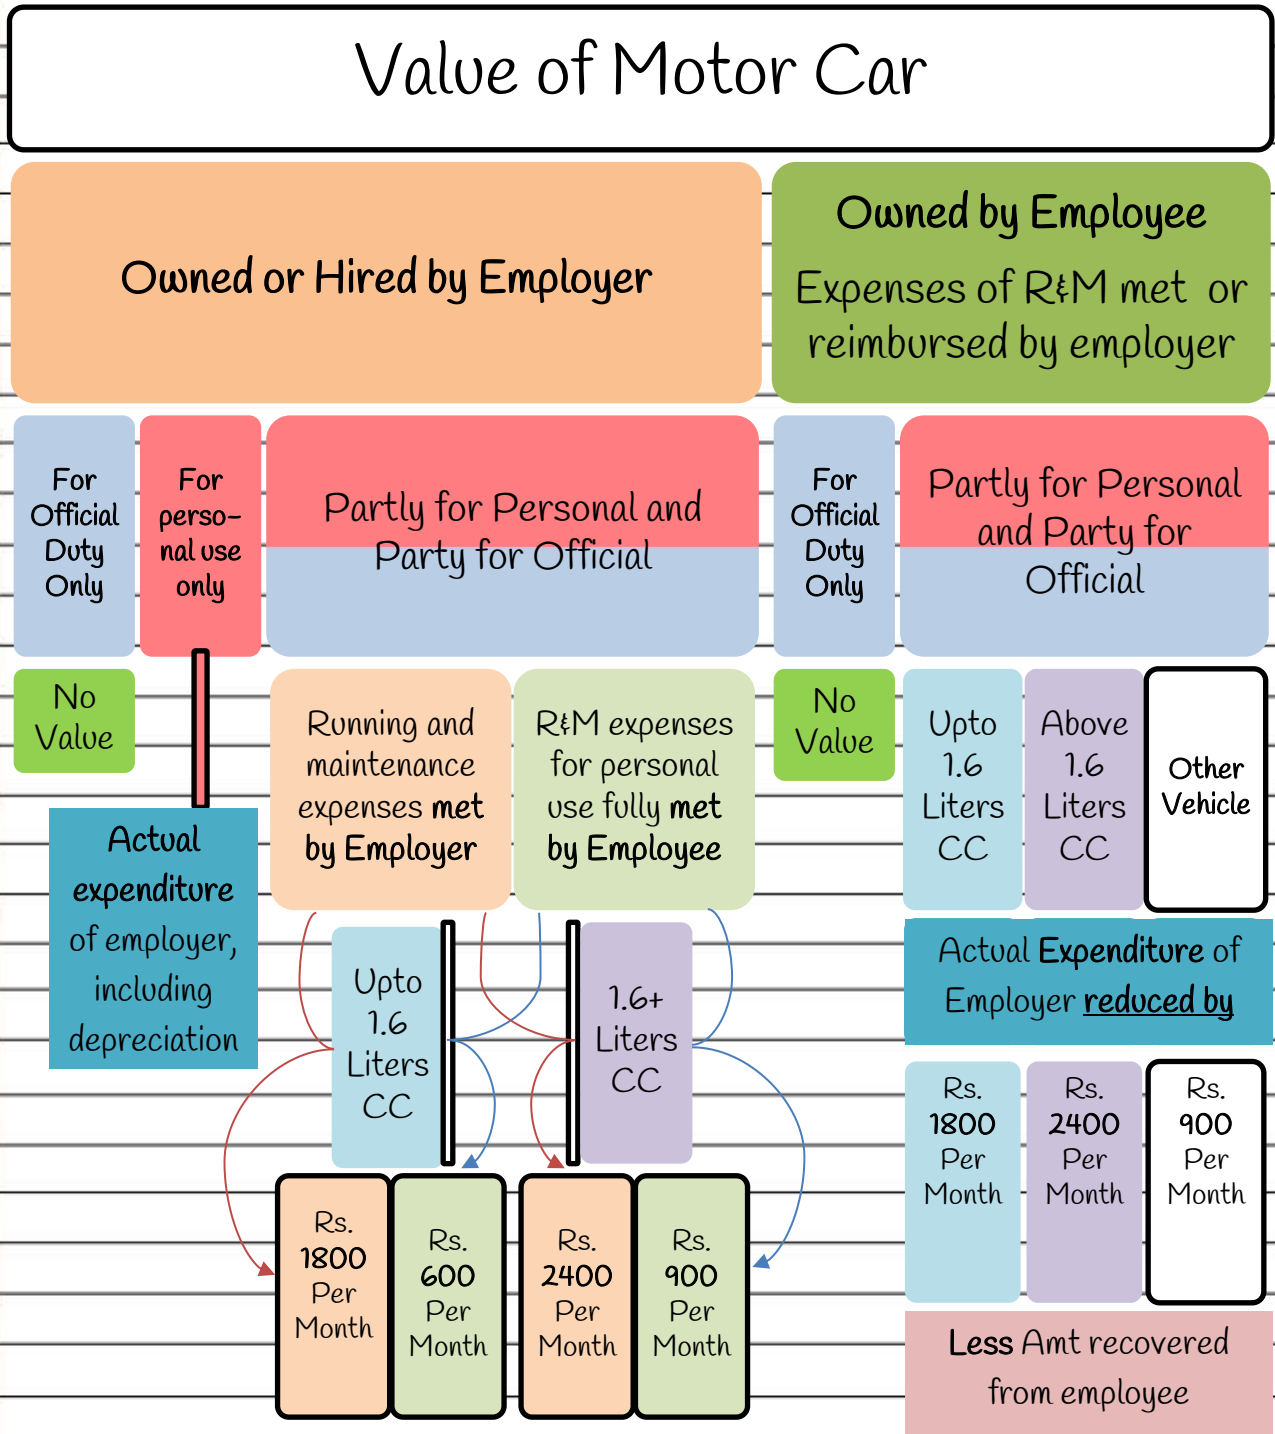 Value of Motor Car
Owned or Hired by Employer
Owned by Employee
Expenses of R&M met or
reimbursed by employer
For
Official
Duty
Only
For
perso-
nal use
only
Partly for Personal and
Party for Official
For
Official
Duty
Only
Partly for Personal
and Party for
Official
No
Value
Actual
expenditure
of employer,
including
depreciation
Running and
maintenance
expenses met
by Employer
R&M expenses
for personal
use fully met
by Employee
Upto
1.6
Liters
CC
1.6+
Liters
CC
Rs.
1800
Per
Month
Rs.
600
Per
Month
Rs.
2400
Per
Month
Rs.
900
Per
Month
No
Value
Upto
1.6
Liters
CC
Above
1.6
Liters
CC
Other
Vehicle
Actual Expenditure of
Employer reduced by
Rs.
1800
Per
Month
Rs.
2400
Per
Month
Rs.
900
Per
Month
Less Amt recovered
from employee